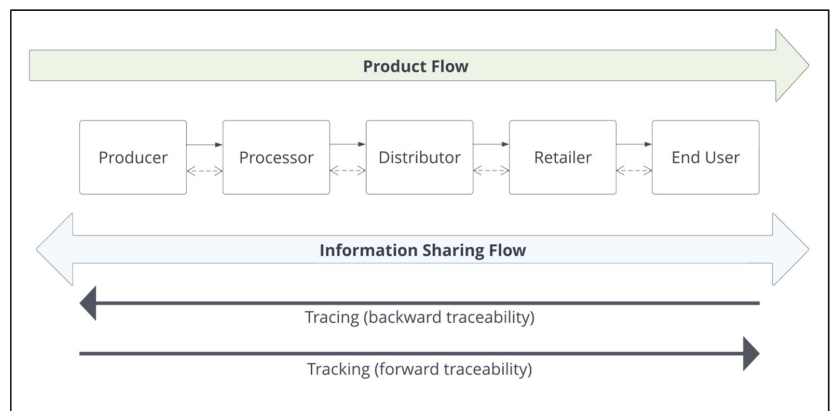 Product Flow
Producer
Processor
Distributor
Retailer
End User
Information Sharing Flow
Tracing (backward traceability)
Tracking (forward traceability)